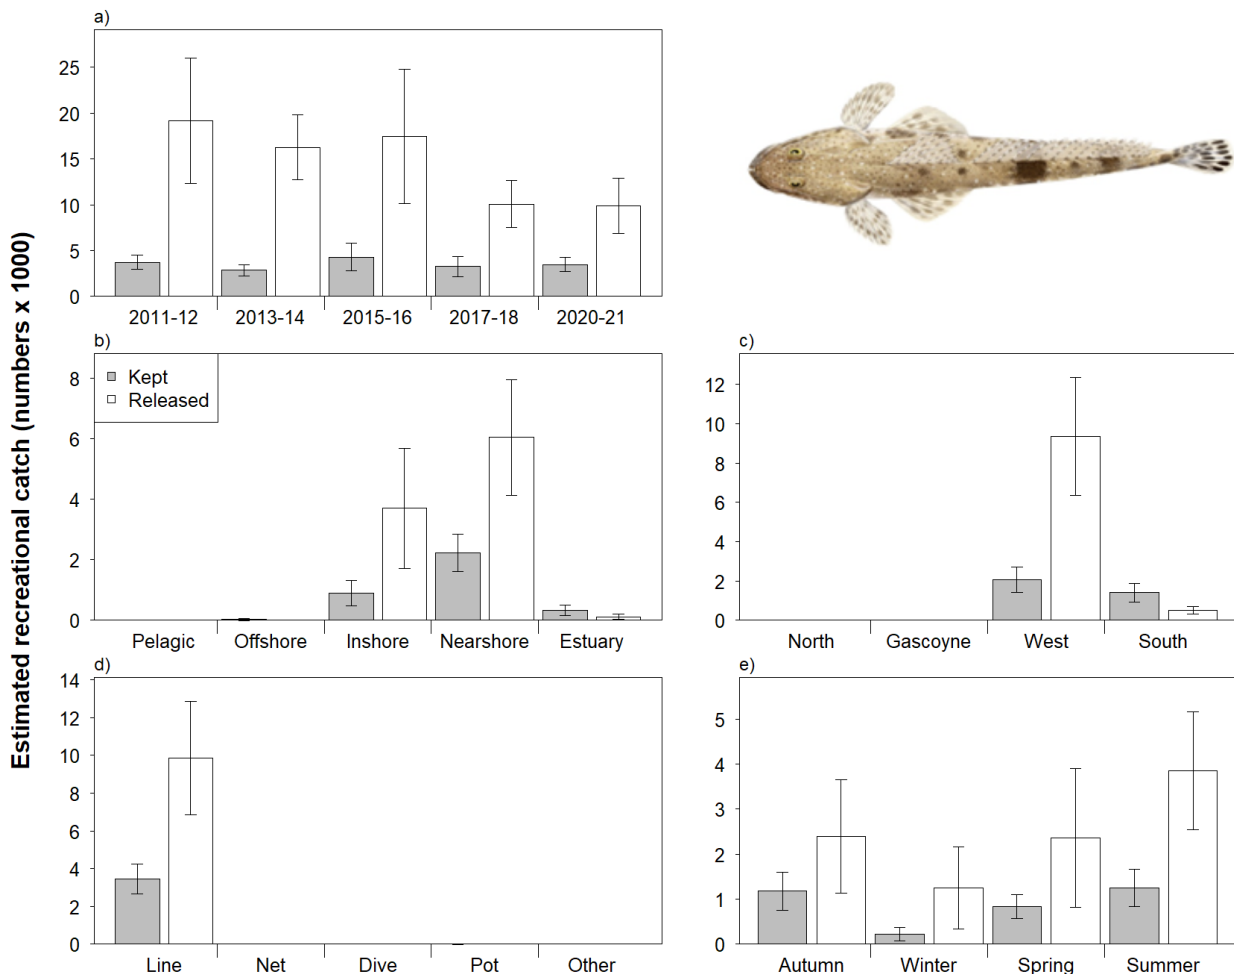 Estimated recreational catch (numbers x 1000)
a)
25
20
15
10
5
0
2011-12 2013-14 2015-16 2017-18 2020-21
b)
Kept
Released
8
6
4
2
0
Pelagic Offshore Inshore Nearshore Estuary
c)
12
10
8
6
4
2
0
North Gascoyne West South
d)
14
12
10
8
6
4
2
0
Line Net Dive Pot Other
e)
5
4
3
2
1
0
Autumn Winter Spring Summer